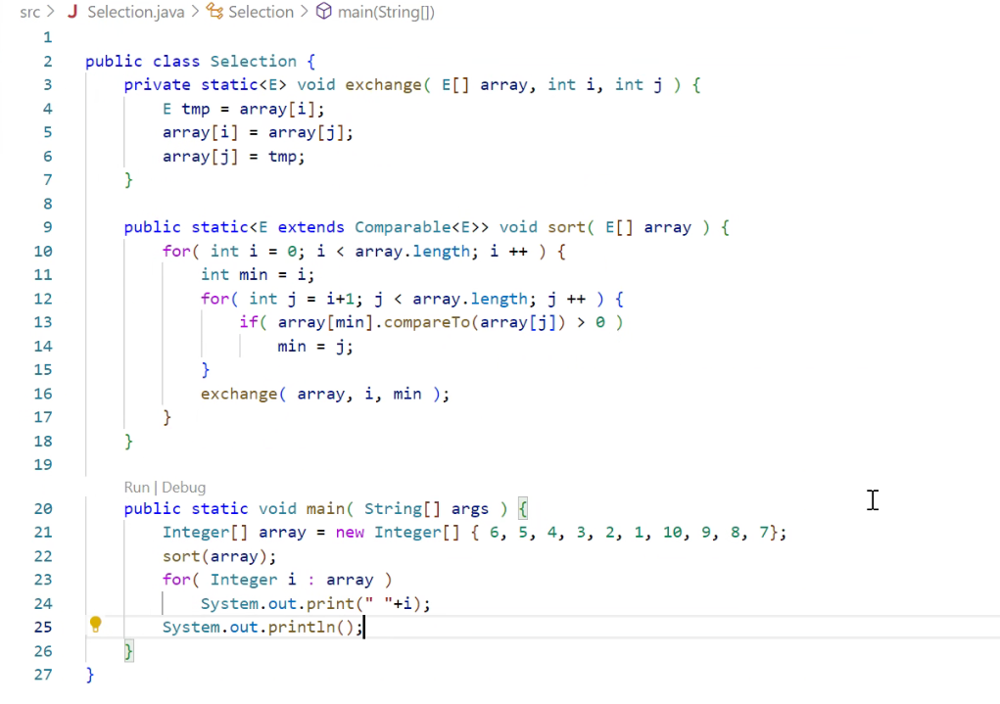 src > J Selection.java > Selection > main(String[])
1
2 public class Selection {
3     private static<E> void exchange( E[] array, int i, int j ) {
4         E tmp = array[i];
5         array[i] = array[j];
6         array[j] = tmp;
7     }
8
9     public static<E extends Comparable<E>> void sort( E[] array ) {
10         for( int i = 0; i < array.length; i ++ ) {
11             int min = i;
12             for( int j = i+1; j < array.length; j ++ ) {
13                 if( array[min].compareTo(array[j]) > 0 )
14                     min = j;
15             }
16             exchange( array, i, min );
17         }
18     }
19
Run | Debug
20     public static void main( String[] args ) {
21         Integer[] array = new Integer[] { 6, 5, 4, 3, 2, 1, 10, 9, 8, 7};
22         sort(array);
23         for( Integer i : array )
24             System.out.print(" "+i);
25         System.out.println();
26     }
27 }